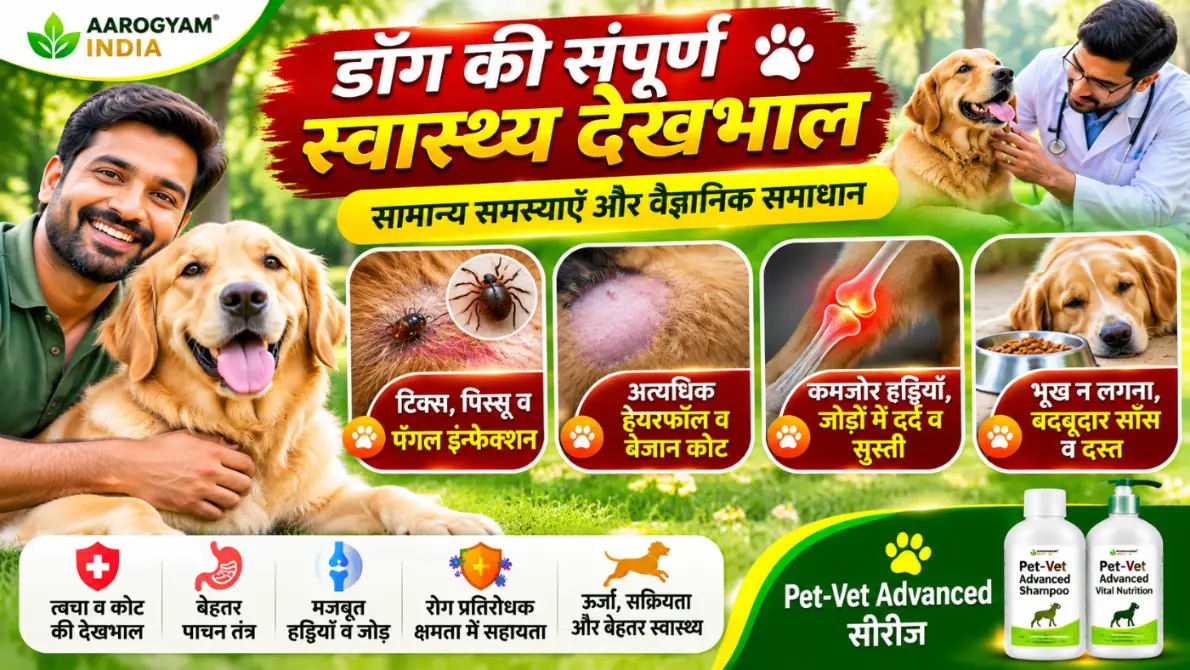 AAROGYAM®
INDIA
डॉग की संपूर्ण
स्वास्थ्य देखभाल
सामान्य समस्याएँ और वैज्ञानिक समाधान
टिक्स, पिस्सू व
पॅगल इंन्फेक्शन
अत्यधिक
हेयरफॉल व
बेजान कोट
कमजोर हड्डियाँ,
जोड़ों में दर्द व
सुस्ती
भूख न लगना,
बदबूदार साँस
व दस्त
त्बचा व कोट
की देखभाल
बेहतर
पाचन तंत्र
मजबूत
हड्डियाँ व जोड़
रोग प्रतिरोधक
क्षमता में सहायता
ऊर्जा, सक्रियता
और बेहतर स्वास्थ्य
Pet-Vet Advanced
सीरीज
Pet-Vet
Advanced
Shampoo
Pet-Vet
Advanced
Vital Nutrition